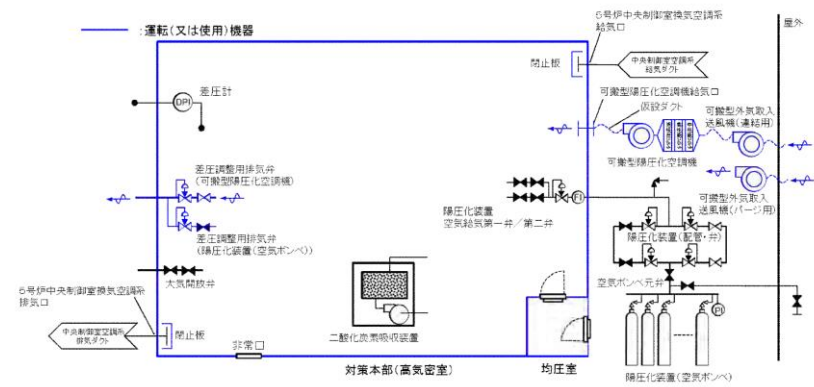 :運転(又は使用)機器
5号炉中央制御室換気空調系
給気口
屋外
閉止板
中央制御室空調系
給気ダクト
差圧計
DPI
可搬型陽圧化空調機給気口
仮設ダクト
可搬型外気取入
送風機(連結用)
可搬型陽圧化空調機
差圧調整用排気弁
(可搬型陽圧化空調機)
陽圧化装置
空気給気第一弁/第二弁
FI
可搬型外気取入
送風機(パージ用)
差圧調整用排気弁
(陽圧化装置(空気ボンベ))
陽圧化装置(配管・弁)
大気開放弁
空気ボンベ元弁
5号炉中央制御室換気空調系
排気口
PI
中央制御室空調系
排気ダクト
閉止板
二酸化炭素吸収装置
非常口
対策本部(高気密室)
均圧室
陽圧化装置(空気ボンベ)